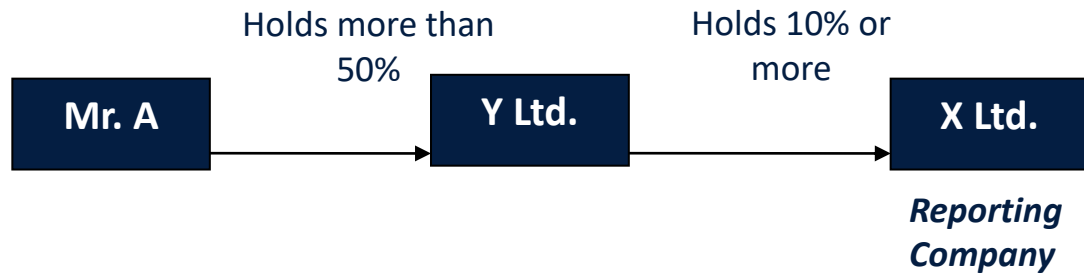 Holds more than
50%
Holds 10% or
more
Mr. A
Y Ltd.
X Ltd.
Reporting
Company